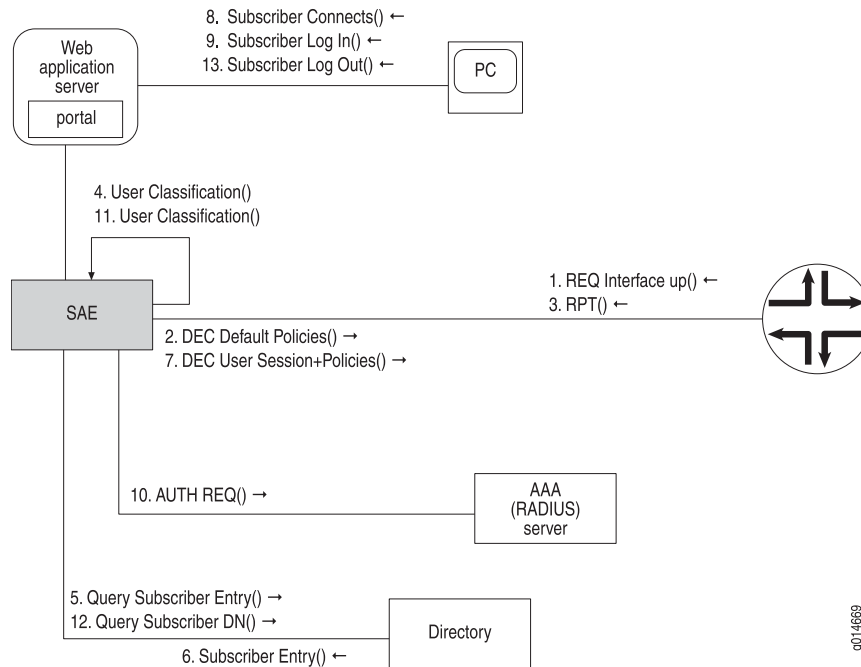 8. Subscriber Connects() ←
9. Subscriber Log In() ←
13. Subscriber Log Out() ←
Web
application
server
portal
PC
4. User Classification()
11. User Classification()
SAE
1. REQ Interface up() ←
3. RPT() ←
2. DEC Default Policies() →
7. DEC User Session+Policies() →
10. AUTH REQ() →
AAA
(RADIUS)
server
5. Query Subscriber Entry() →
12. Query Subscriber DN() →
6. Subscriber Entry() ←
Directory
g014669